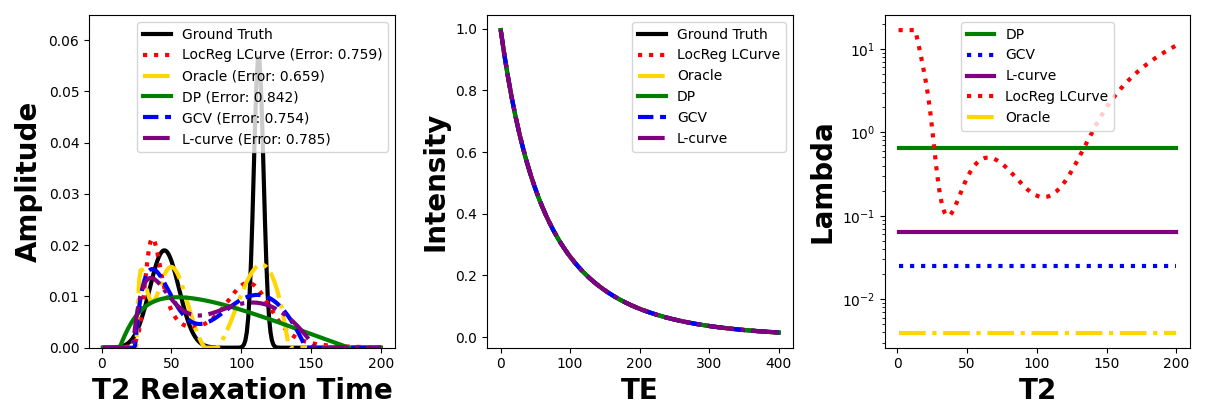 Amplitude
0.06
0.05
0.04
0.03
0.02
0.01
0.00
0
50
100
150
200
T2 Relaxation Time
Ground Truth
LocReg LCurve (Error: 0.759)
Oracle (Error: 0.659)
DP (Error: 0.842)
GCV (Error: 0.754)
L-curve (Error: 0.785)
Intensity
1.0
0.8
0.6
0.4
0.2
0.0
0
100
200
300
400
TE
Ground Truth
LocReg LCurve
Oracle
DP
GCV
L-curve
Lambda
10¹
10⁰
10⁻¹
10⁻²
0
50
100
150
200
T2
DP
GCV
L-curve
LocReg LCurve
Oracle